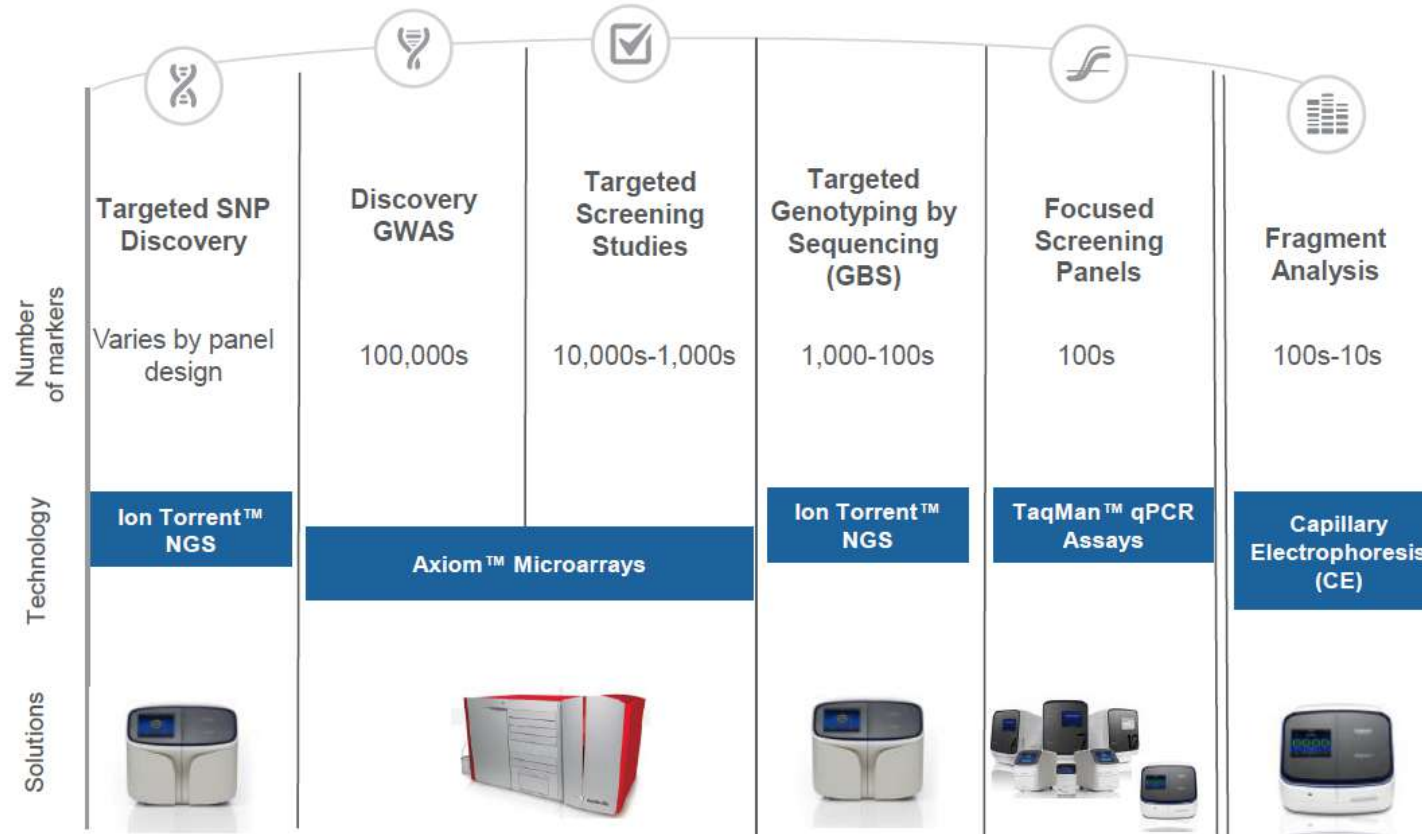 Targeted SNP
Discovery
Discovery
GWAS
Targeted
Screening
Studies
Targeted
Genotyping by
Sequencing
(GBS)
Focused
Screening
Panels
Fragment
Analysis
Number
of markers
Varies by panel
design
100,000s
10,000s-1,000s
1,000-100s
100s
100s-10s
Technology
Ion Torrent™
NGS
Axiom™ Microarrays
Ion Torrent™
NGS
TaqMan™ qPCR
Assays
Capillary
Electrophoresis
(CE)
Solutions